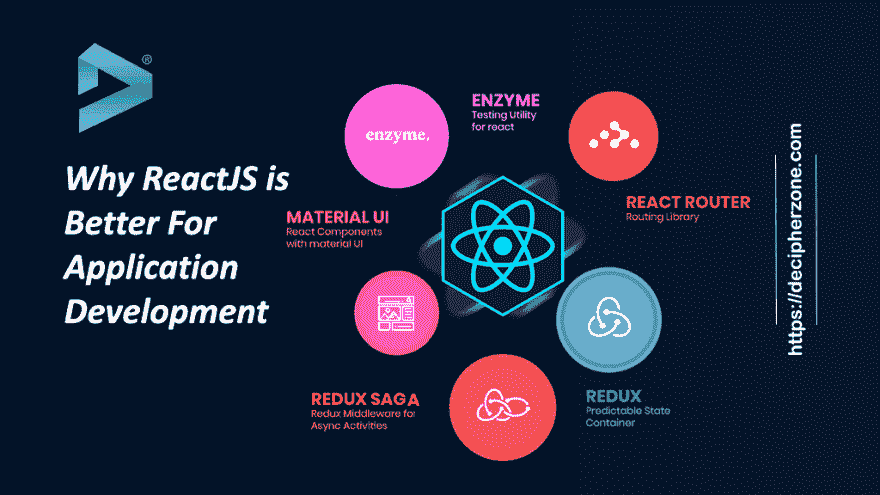 ®
Why ReactJS is
Better For
Application
Development
enzyme.
ENZYME
Testing Utility
for react
REACT ROUTER
Routing Library
MATERIAL UI
React Components
with material UI
REDUX SAGA
Redux Middleware for
Async Activities
REDUX
Predictable State
Container
https://decipherzone.com